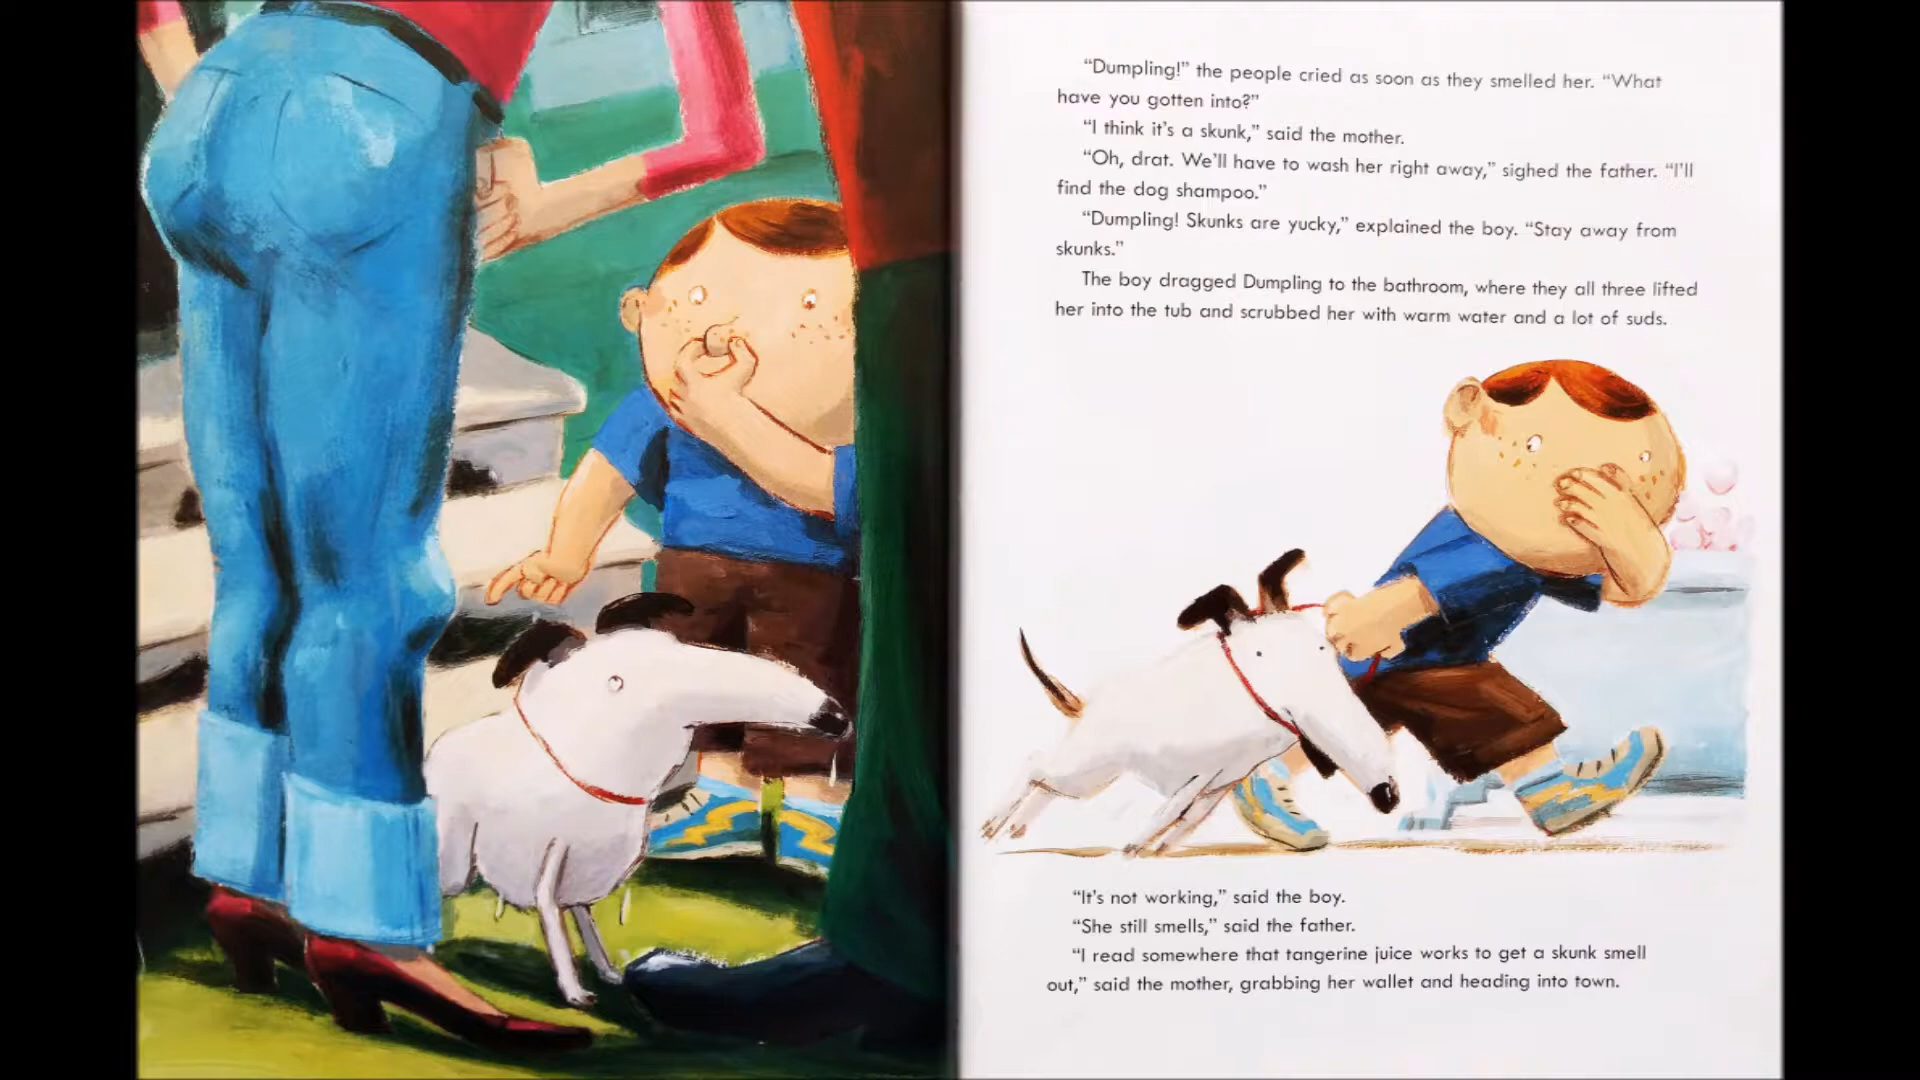 “Dumpling!” the people cried as soon as they smelled her. “What
have you gotten into?”
“I think it’s a skunk,” said the mother.
“Oh, drat. We’ll have to wash her right away,” sighed the father. “I’ll
find the dog shampoo.”
“Dumpling! Skunks are yucky,” explained the boy. “Stay away from
skunks.”
The boy dragged Dumpling to the bathroom, where they all three lifted
her into the tub and scrubbed her with warm water and a lot of suds.
“It’s not working,” said the boy.
“She still smells,” said the father.
“I read somewhere that tangerine juice works to get a skunk smell
out,” said the mother, grabbing her wallet and heading into town.